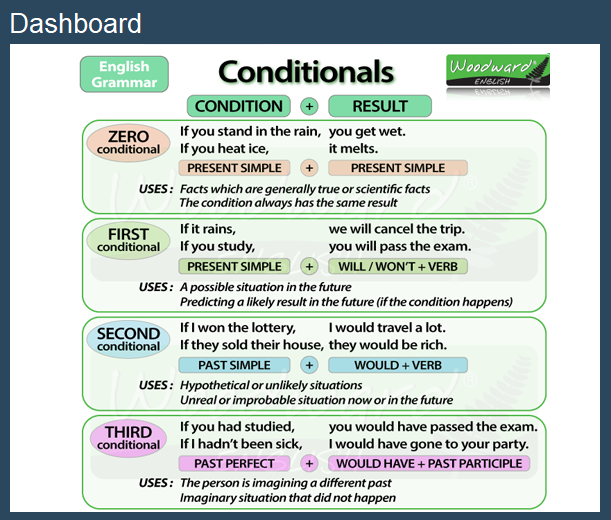 Dashboard
English
Grammar
Conditionals
Woodward®
ENGLISH
CONDITION + RESULT
ZERO
conditional
If you stand in the rain, you get wet.
If you heat ice, it melts.
PRESENT SIMPLE + PRESENT SIMPLE
USES : Facts which are generally true or scientific facts
The condition always has the same result
FIRST
conditional
If it rains, we will cancel the trip.
If you study, you will pass the exam.
PRESENT SIMPLE + WILL / WON'T + VERB
USES : A possible situation in the future
Predicting a likely result in the future (if the condition happens)
SECOND
conditional
If I won the lottery, I would travel a lot.
If they sold their house, they would be rich.
PAST SIMPLE + WOULD + VERB
USES : Hypothetical or unlikely situations
Unreal or improbable situation now or in the future
THIRD
conditional
If you had studied, you would have passed the exam.
If I hadn't been sick, I would have gone to your party.
PAST PERFECT + WOULD HAVE + PAST PARTICIPLE
USES : The person is imagining a different past
Imaginary situation that did not happen